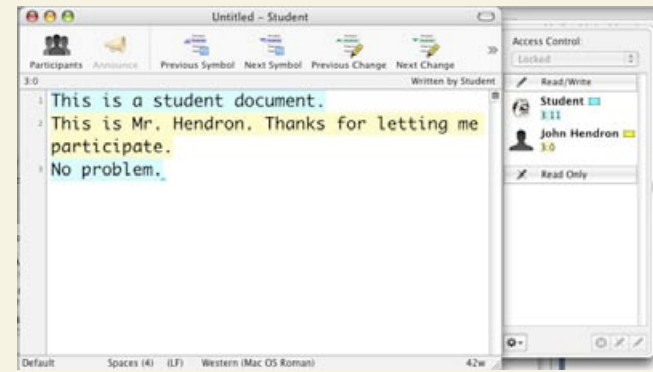 Untitled – Student
Participants Announce Previous Symbol Next Symbol Previous Change Next Change »
3:0 Written by Student
1 This is a student document.
2 This is Mr. Hendron. Thanks for letting me
participate.
3 No problem.
Default Spaces (4) (LF) Western (Mac OS Roman) 42w
Access Control:
Locked
Read/Write
Student
3:11
John Hendron
3:0
Read Only